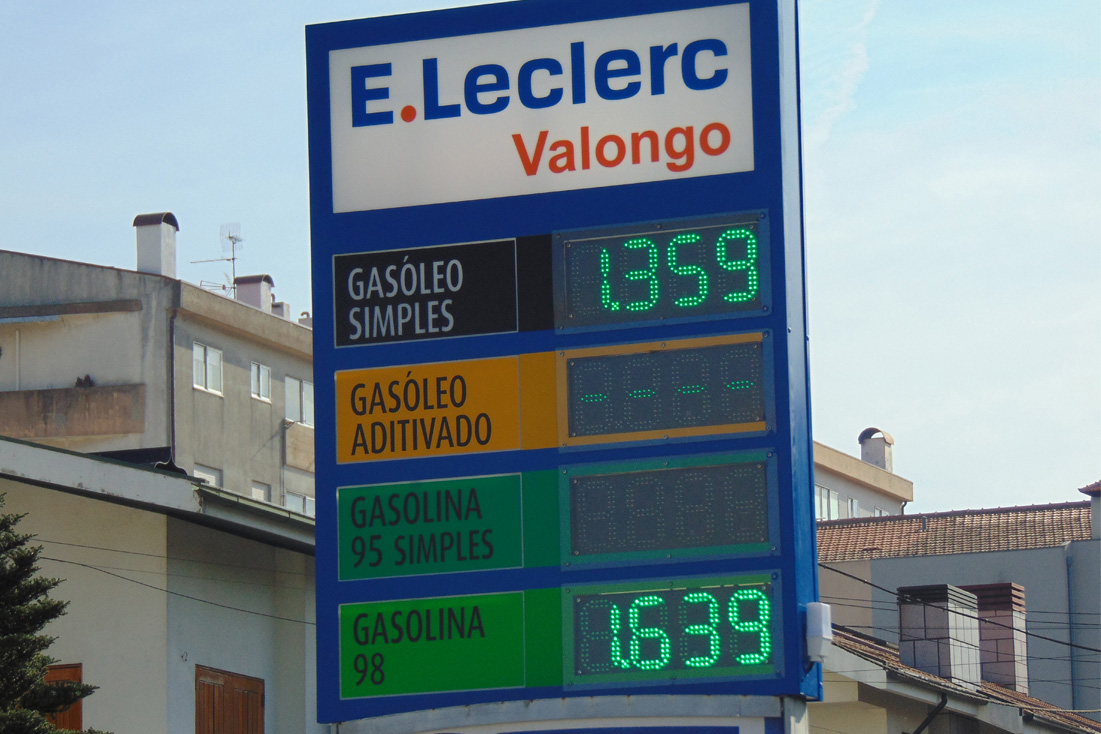 E.Leclerc
Valongo
GASÓLEO
SIMPLES
1.359
GASÓLEO
ADITIVADO
- - - -
GASOLINA
95 SIMPLES
GASOLINA
98
1.639